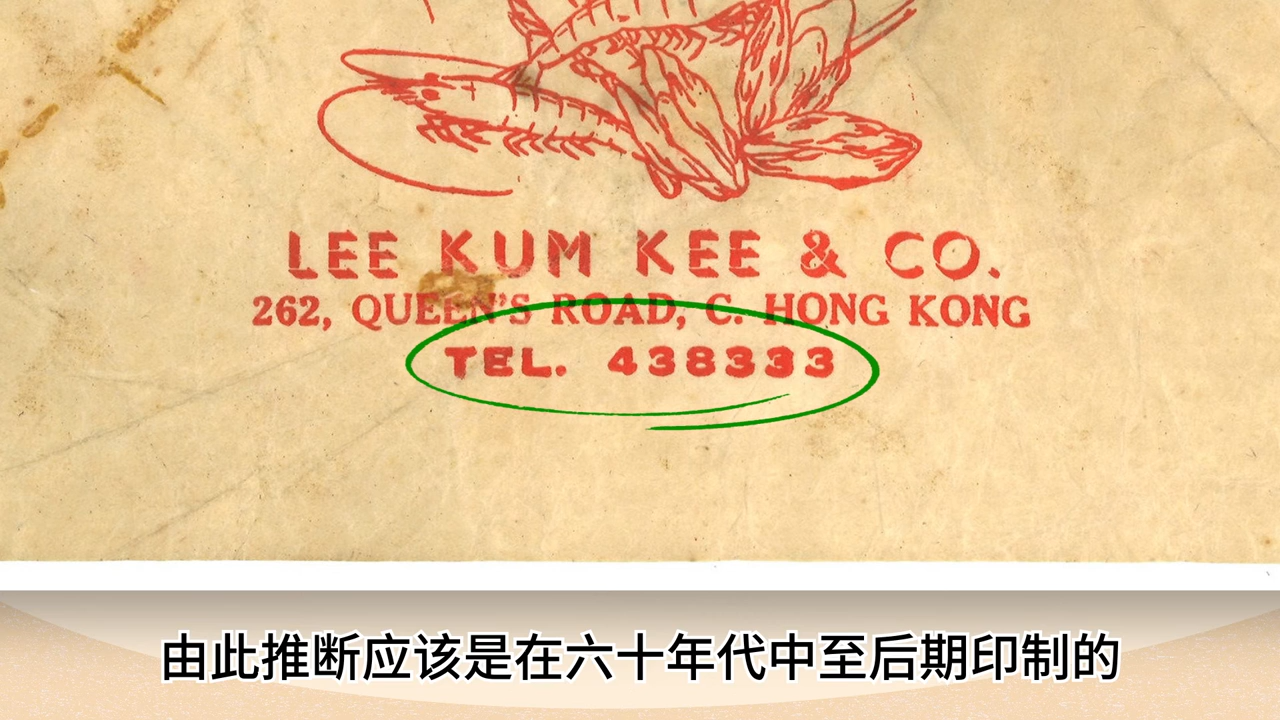 LEE KUM KEE & CO.
262, QUEEN'S ROAD, C. HONG KONG
TEL. 438333
由此推断应该是在六十年代中至后期印制的